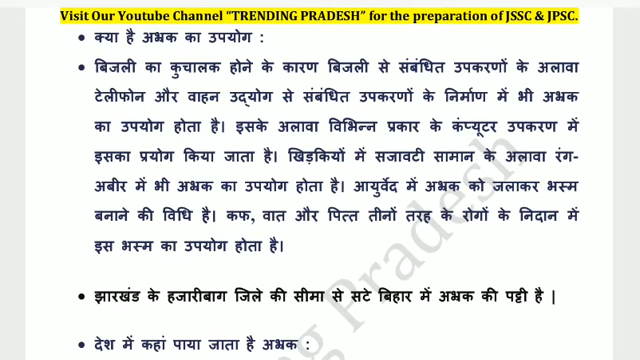 Visit Our Youtube Channel “TRENDING PRADESH” for the preparation of JSSC & JPSC.
• क्या है अभ्रक का उपयोग :
• बिजली का कुचालक होने के कारण बिजली से संबंधित उपकरणों के अलावा
टेलीफोन और वाहन उद्योग से संबंधित उपकरणों के निर्माण में भी अभ्रक
का उपयोग होता है। इसके अलावा विभिन्न प्रकार के कंप्यूटर उपकरण में
इसका प्रयोग किया जाता है। खिड़कियों में सजावटी सामान के अलावा रंग-
अबीर में भी अभ्रक का उपयोग होता है। आयुर्वेद में अभ्रक को जलाकर भस्म
बनाने की विधि है। कफ, वात और पित्त तीनों तरह के रोगों के निदान में
इस भस्म का उपयोग होता है।
• झारखंड के हजारीबाग जिले की सीमा से सटे बिहार में अभ्रक की पट्टी है |
• देश में कहां पाया जाता है अभ्रक :
ng Pradesh